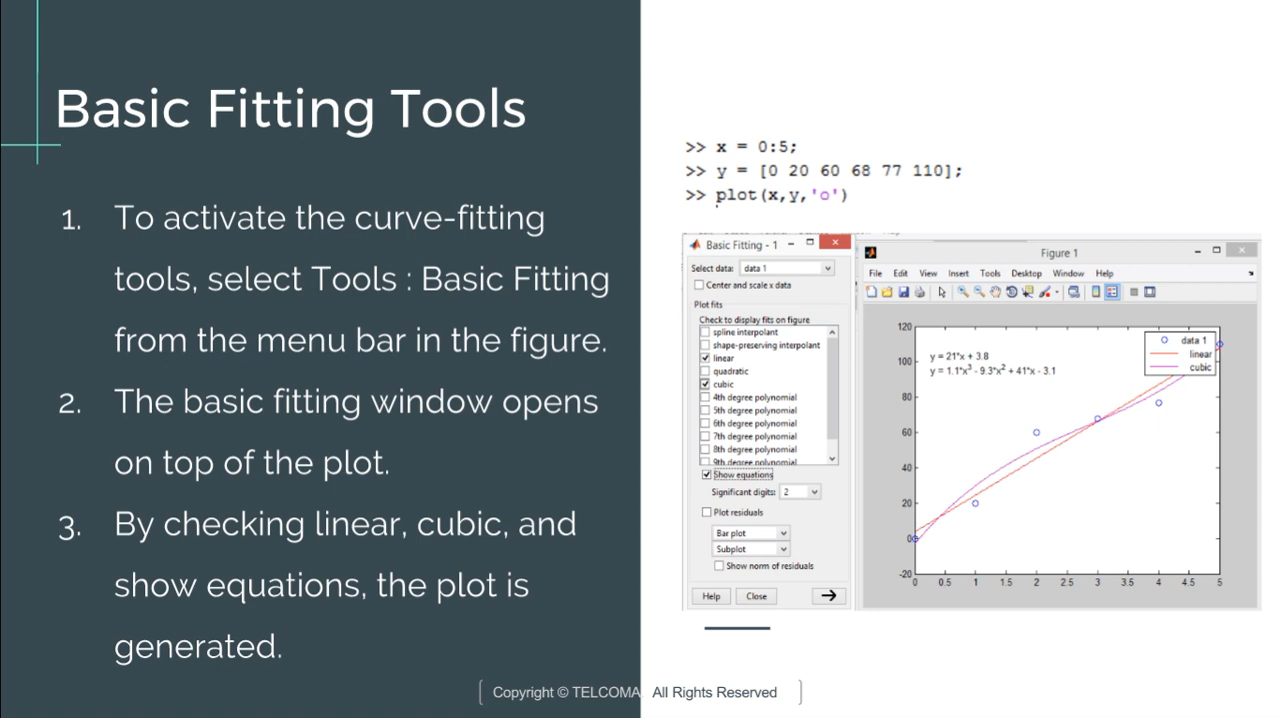 Basic Fitting Tools
1. To activate the curve-fitting
tools, select Tools : Basic Fitting
from the menu bar in the figure.
2. The basic fitting window opens
on top of the plot.
3. By checking linear, cubic, and
show equations, the plot is
generated.
>> x = 0:5;
>> y = [0 20 60 68 77 110];
>> plot(x,y,'o')
Basic Fitting - 1
Select data: data 1
Center and scale x data
Plot fits
Check to display fits on figure
spline interpolant
shape-preserving interpolant
linear
quadratic
cubic
4th degree polynomial
5th degree polynomial
6th degree polynomial
7th degree polynomial
8th degree polynomial
9th degree polynomial
Show equations
Significant digits: 2
Plot residuals
Bar plot
Subplot
Show norm of residuals
Help Close
Figure 1
File Edit View Insert Tools Desktop Window Help
120
100
80
60
40
20
0
-20
y = 21*x + 3.8
y = 1.1*x³ - 9.3*x² + 41*x - 3.1
data 1
linear
cubic
0 0.5 1 1.5 2 2.5 3 3.5 4 4.5 5
Copyright © TELCOMA All Rights Reserved